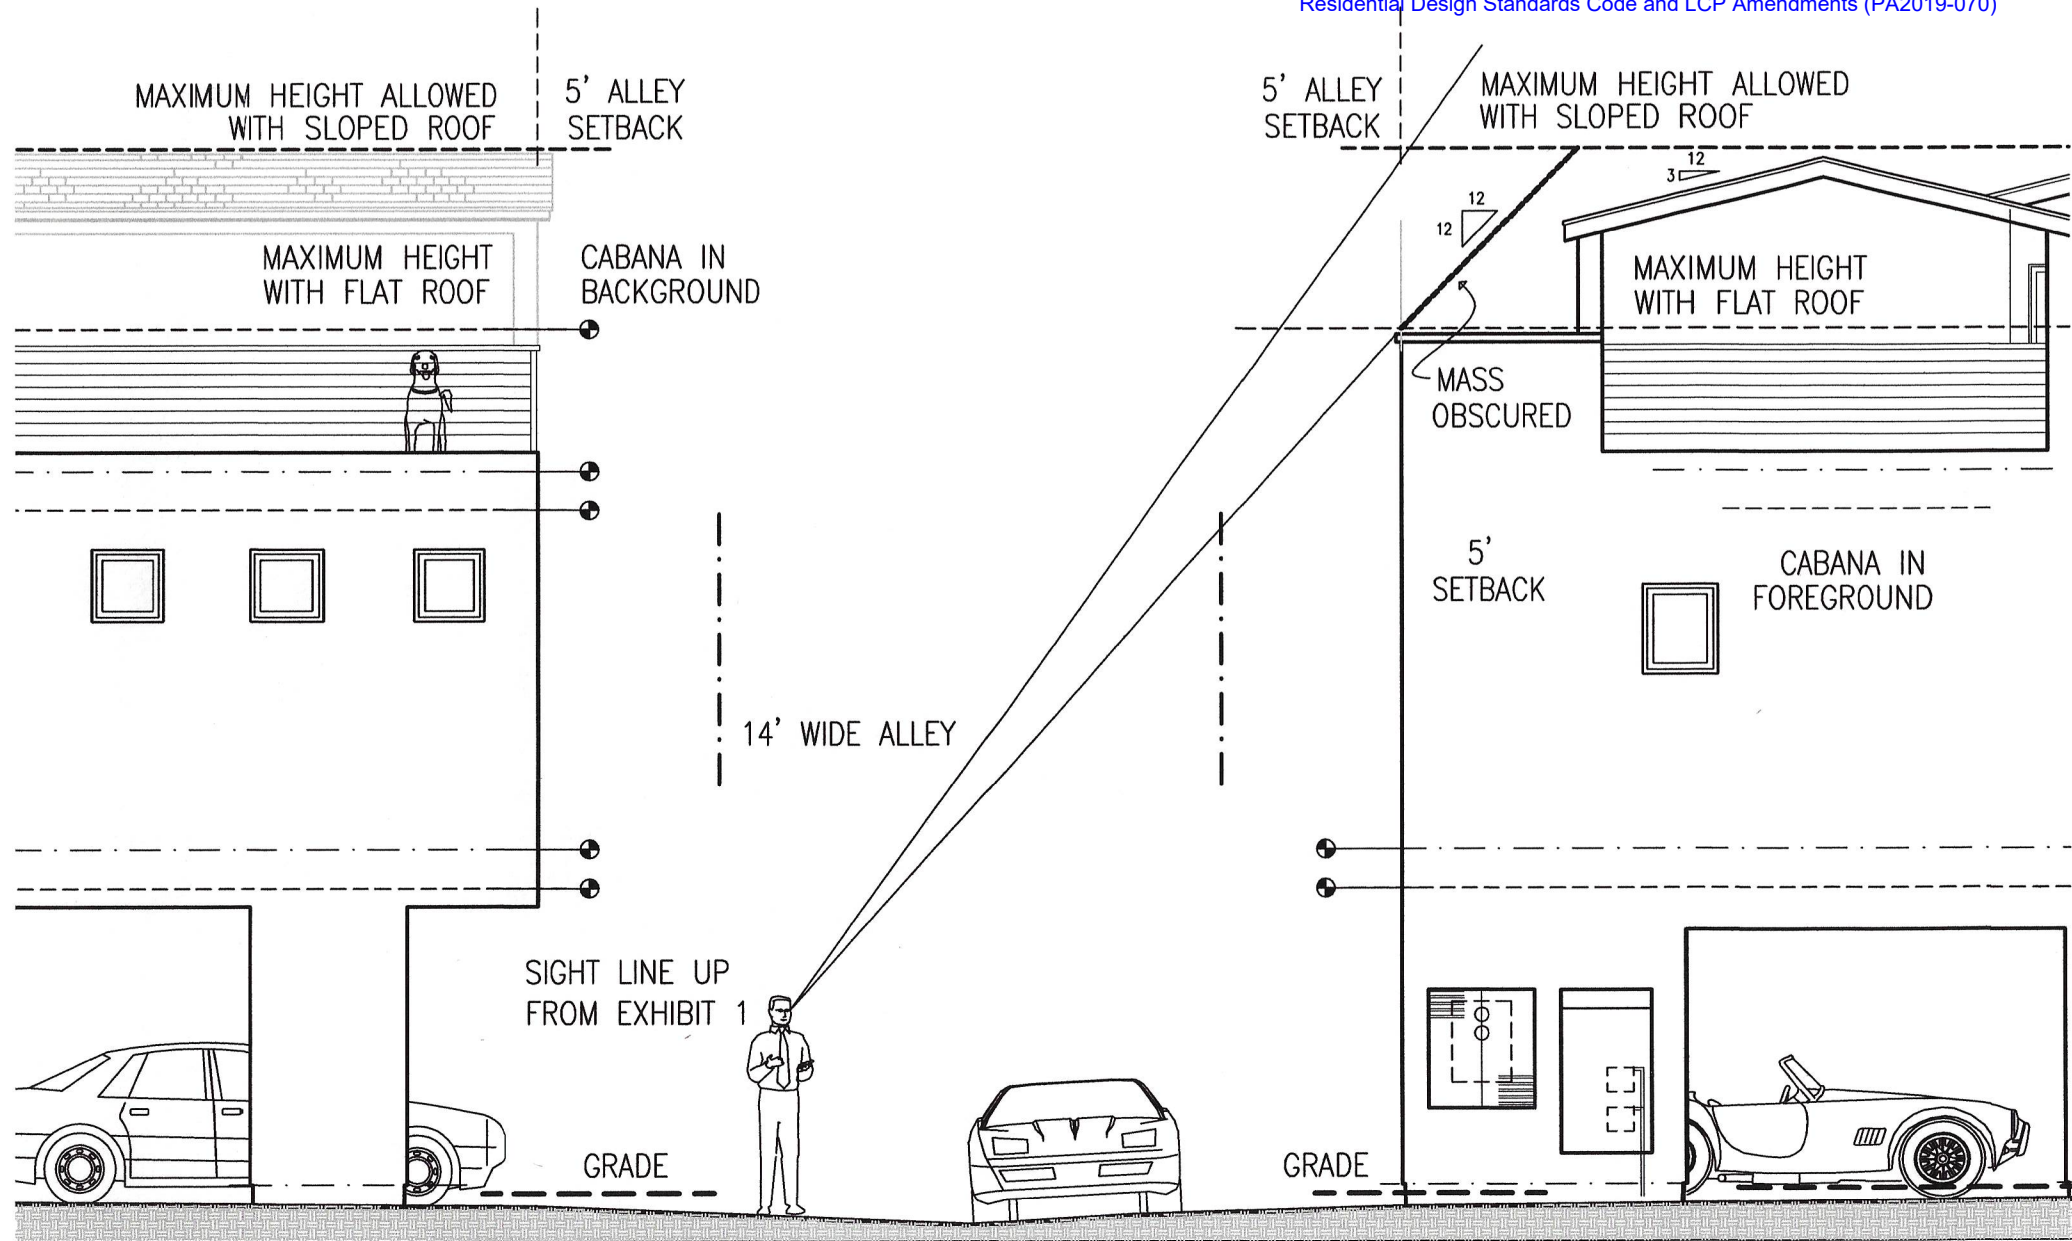 Residential Design Standards Code and LCP Amendments (PA2019-070)
MAXIMUM HEIGHT ALLOWED
WITH SLOPED ROOF
5' ALLEY
SETBACK
5' ALLEY
SETBACK
MAXIMUM HEIGHT ALLOWED
WITH SLOPED ROOF
12
3
12
12
MAXIMUM HEIGHT
WITH FLAT ROOF
CABANA IN
BACKGROUND
MAXIMUM HEIGHT
WITH FLAT ROOF
MASS
OBSCURED
5'
SETBACK
CABANA IN
FOREGROUND
14' WIDE ALLEY
SIGHT LINE UP
FROM EXHIBIT 1
GRADE
GRADE